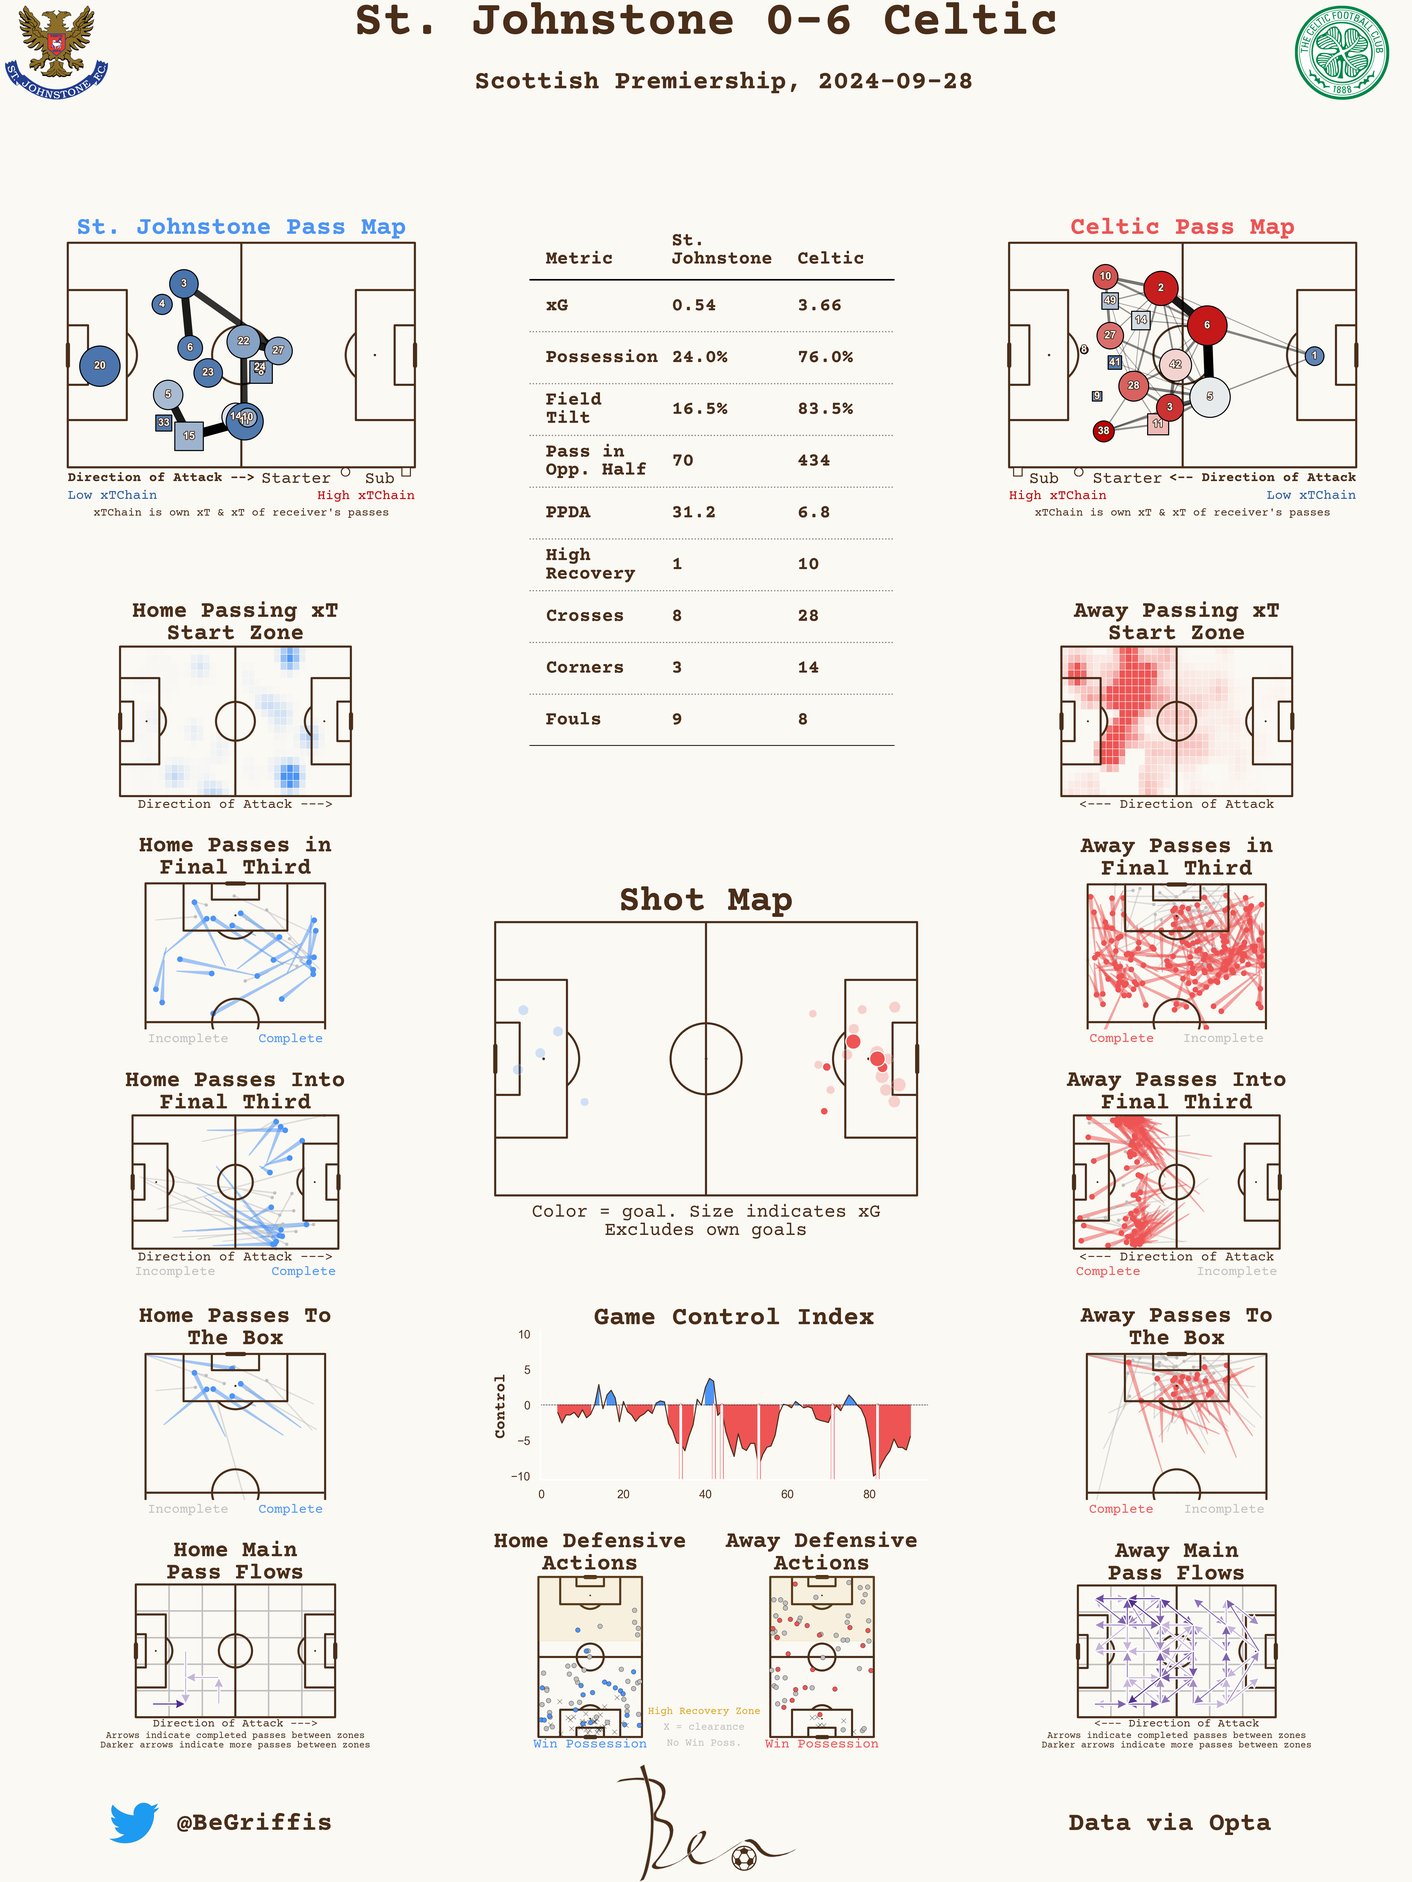 St. Johnstone 0-6 Celtic
Scottish Premiership, 2024-09-28
ST. JOHNSTONE F.C.
THE CELTIC FOOTBALL CLUB
1888
St. Johnstone Pass Map
3
4
6
22
27
20
23
24
5
14
10
11
33
15
Direction of Attack --> Starter Sub
Low xTChain High xTChain
xTChain is own xT & xT of receiver's passes
Metric St. Johnstone Celtic
xG 0.54 3.66
Possession 24.0% 76.0%
Field Tilt 16.5% 83.5%
Pass in Opp. Half 70 434
PPDA 31.2 6.8
High Recovery 1 10
Crosses 8 28
Corners 3 14
Fouls 9 8
Celtic Pass Map
10
2
49
14
6
27
8
41
42
1
28
9
5
3
38
11
Sub Starter <-- Direction of Attack
High xTChain Low xTChain
xTChain is own xT & xT of receiver's passes
Home Passing xT
Start Zone
Direction of Attack --->
Away Passing xT
Start Zone
<--- Direction of Attack
Home Passes in
Final Third
Incomplete Complete
Away Passes in
Final Third
Complete Incomplete
Shot Map
Color = goal. Size indicates xG
Excludes own goals
Home Passes Into
Final Third
Direction of Attack --->
Incomplete Complete
Away Passes Into
Final Third
<--- Direction of Attack
Complete Incomplete
Home Passes To
The Box
Incomplete Complete
Game Control Index
Control
10
5
0
−5
−10
0 20 40 60 80
Away Passes To
The Box
Complete Incomplete
Home Main
Pass Flows
Direction of Attack --->
Arrows indicate completed passes between zones
Darker arrows indicate more passes between zones
Home Defensive
Actions
Win Possession
High Recovery Zone
X = clearance
No Win Poss.
Away Defensive
Actions
Win Possession
Away Main
Pass Flows
<--- Direction of Attack
Arrows indicate completed passes between zones
Darker arrows indicate more passes between zones
@BeGriffis
Ben
Data via Opta